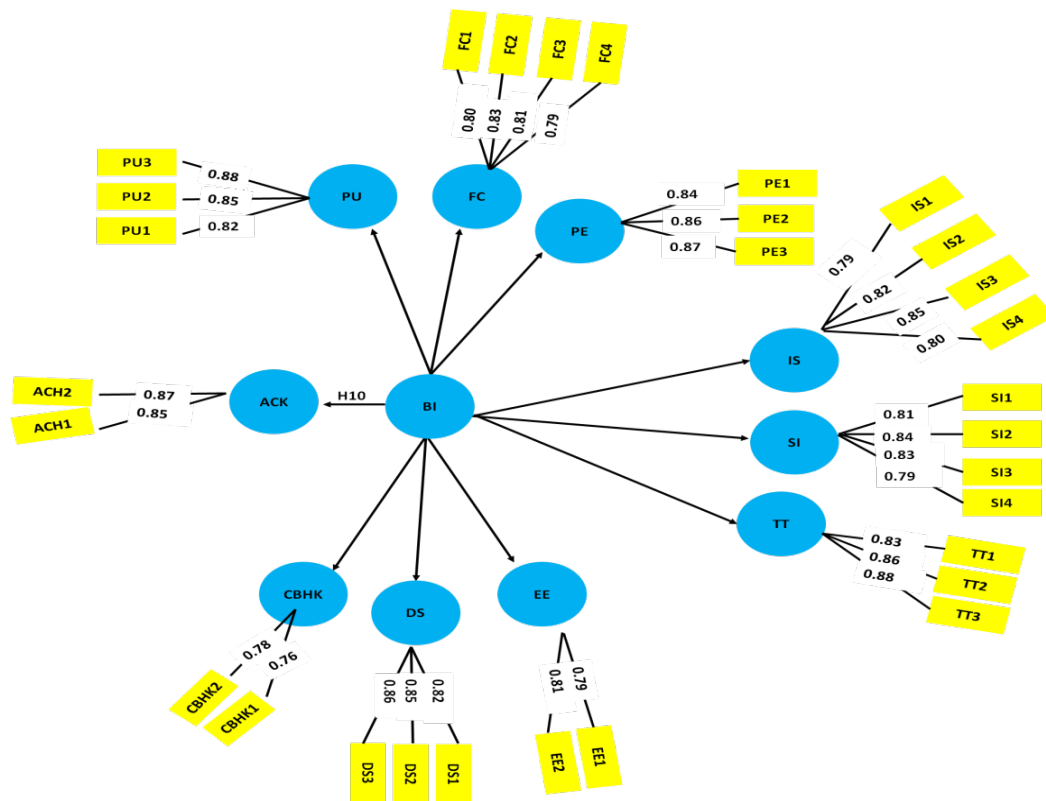 FC1
FC2
FC3
FC4
0.80
0.83
0.81
0.79
PU3
PU2
PU1
0.88
0.85
0.82
PU
FC
PE
0.84
0.86
0.87
PE1
PE2
PE3
IS1
IS2
IS3
IS4
0.79
0.82
0.85
0.80
IS
ACH2
ACH1
0.87
0.85
ACK
H10
BI
SI
0.81
0.84
0.83
0.79
SI1
SI2
SI3
SI4
TT
0.83
0.86
0.88
TT1
TT2
TT3
CBHK
DS
EE
0.78
0.76
CBHK2
CBHK1
0.86
0.85
0.82
DS3
DS2
DS1
0.81
0.79
EE2
EE1